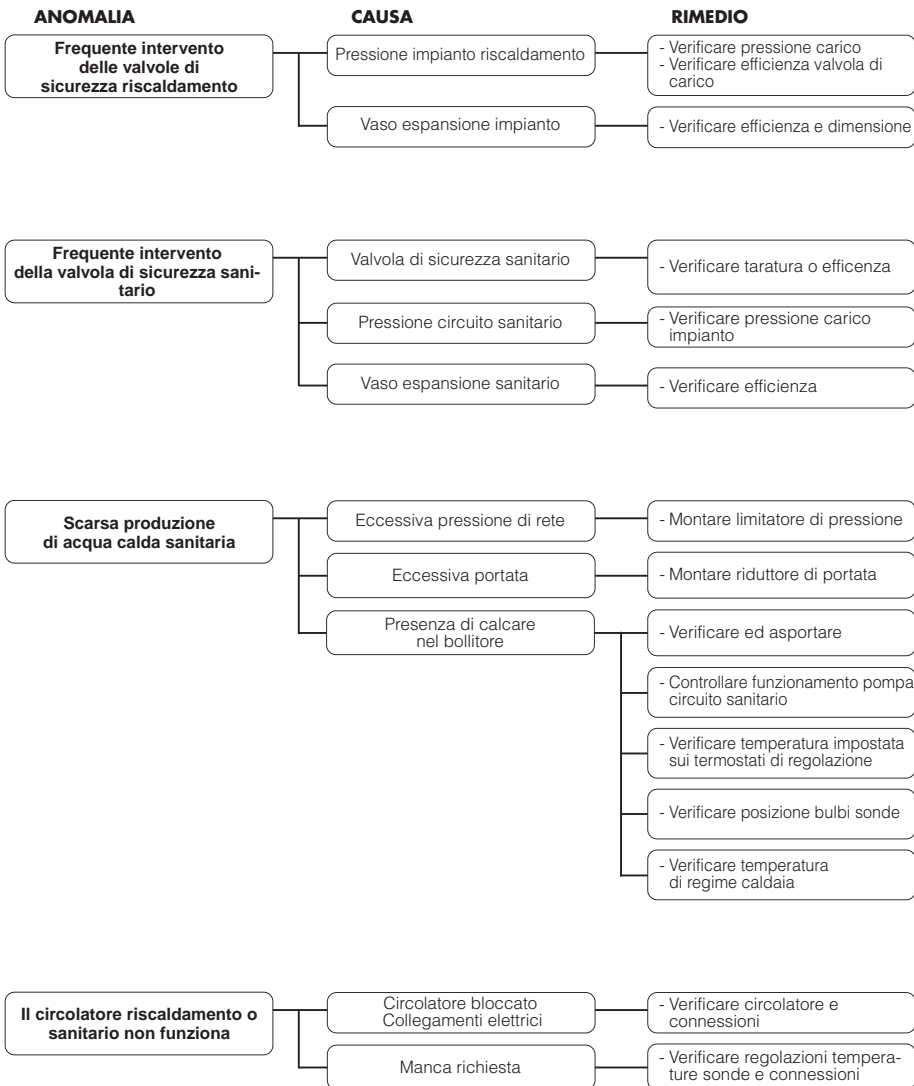 ANOMALIA CAUSA RIMEDIO
Frequente intervento
delle valvole di
sicurezza riscaldamento
Pressione impianto riscaldamento
- Verificare pressione carico
- Verificare efficienza valvola di
carico
Vaso espansione impianto
- Verificare efficienza e dimensione
Frequente intervento
della valvola di sicurezza sani-
tario
Valvola di sicurezza sanitario
- Verificare taratura o efficenza
Pressione circuito sanitario
- Verificare pressione carico
impianto
Vaso espansione sanitario
- Verificare efficienza
Scarsa produzione
di acqua calda sanitaria
Eccessiva pressione di rete
- Montare limitatore di pressione
Eccessiva portata
- Montare riduttore di portata
Presenza di calcare
nel bollitore
- Verificare ed asportare
- Controllare funzionamento pompa
circuito sanitario
- Verificare temperatura impostata
sui termostati di regolazione
- Verificare posizione bulbi sonde
- Verificare temperatura
di regime caldaia
Il circolatore riscaldamento o
sanitario non funziona
Circolatore bloccato
Collegamenti elettrici
- Verificare circolatore e
connessioni
Manca richiesta
- Verificare regolazioni tempera-
ture sonde e connessioni